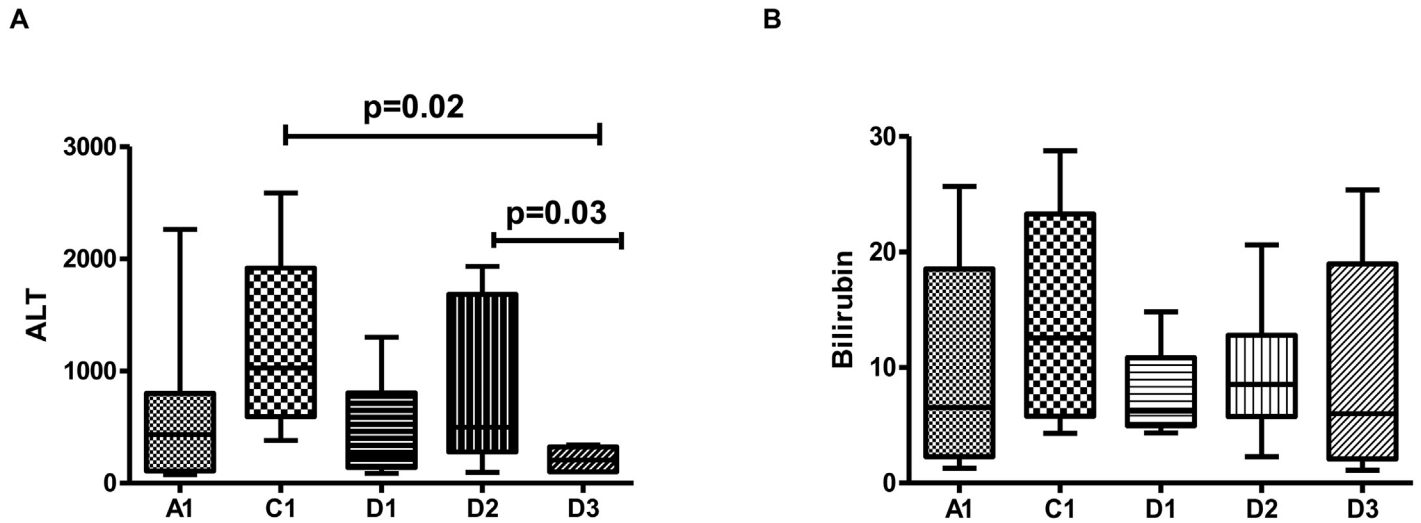 A
p=0.02
p=0.03
3000
2000
1000
0
ALT
A1 C1 D1 D2 D3
B
30
20
10
0
Bilirubin
A1 C1 D1 D2 D3